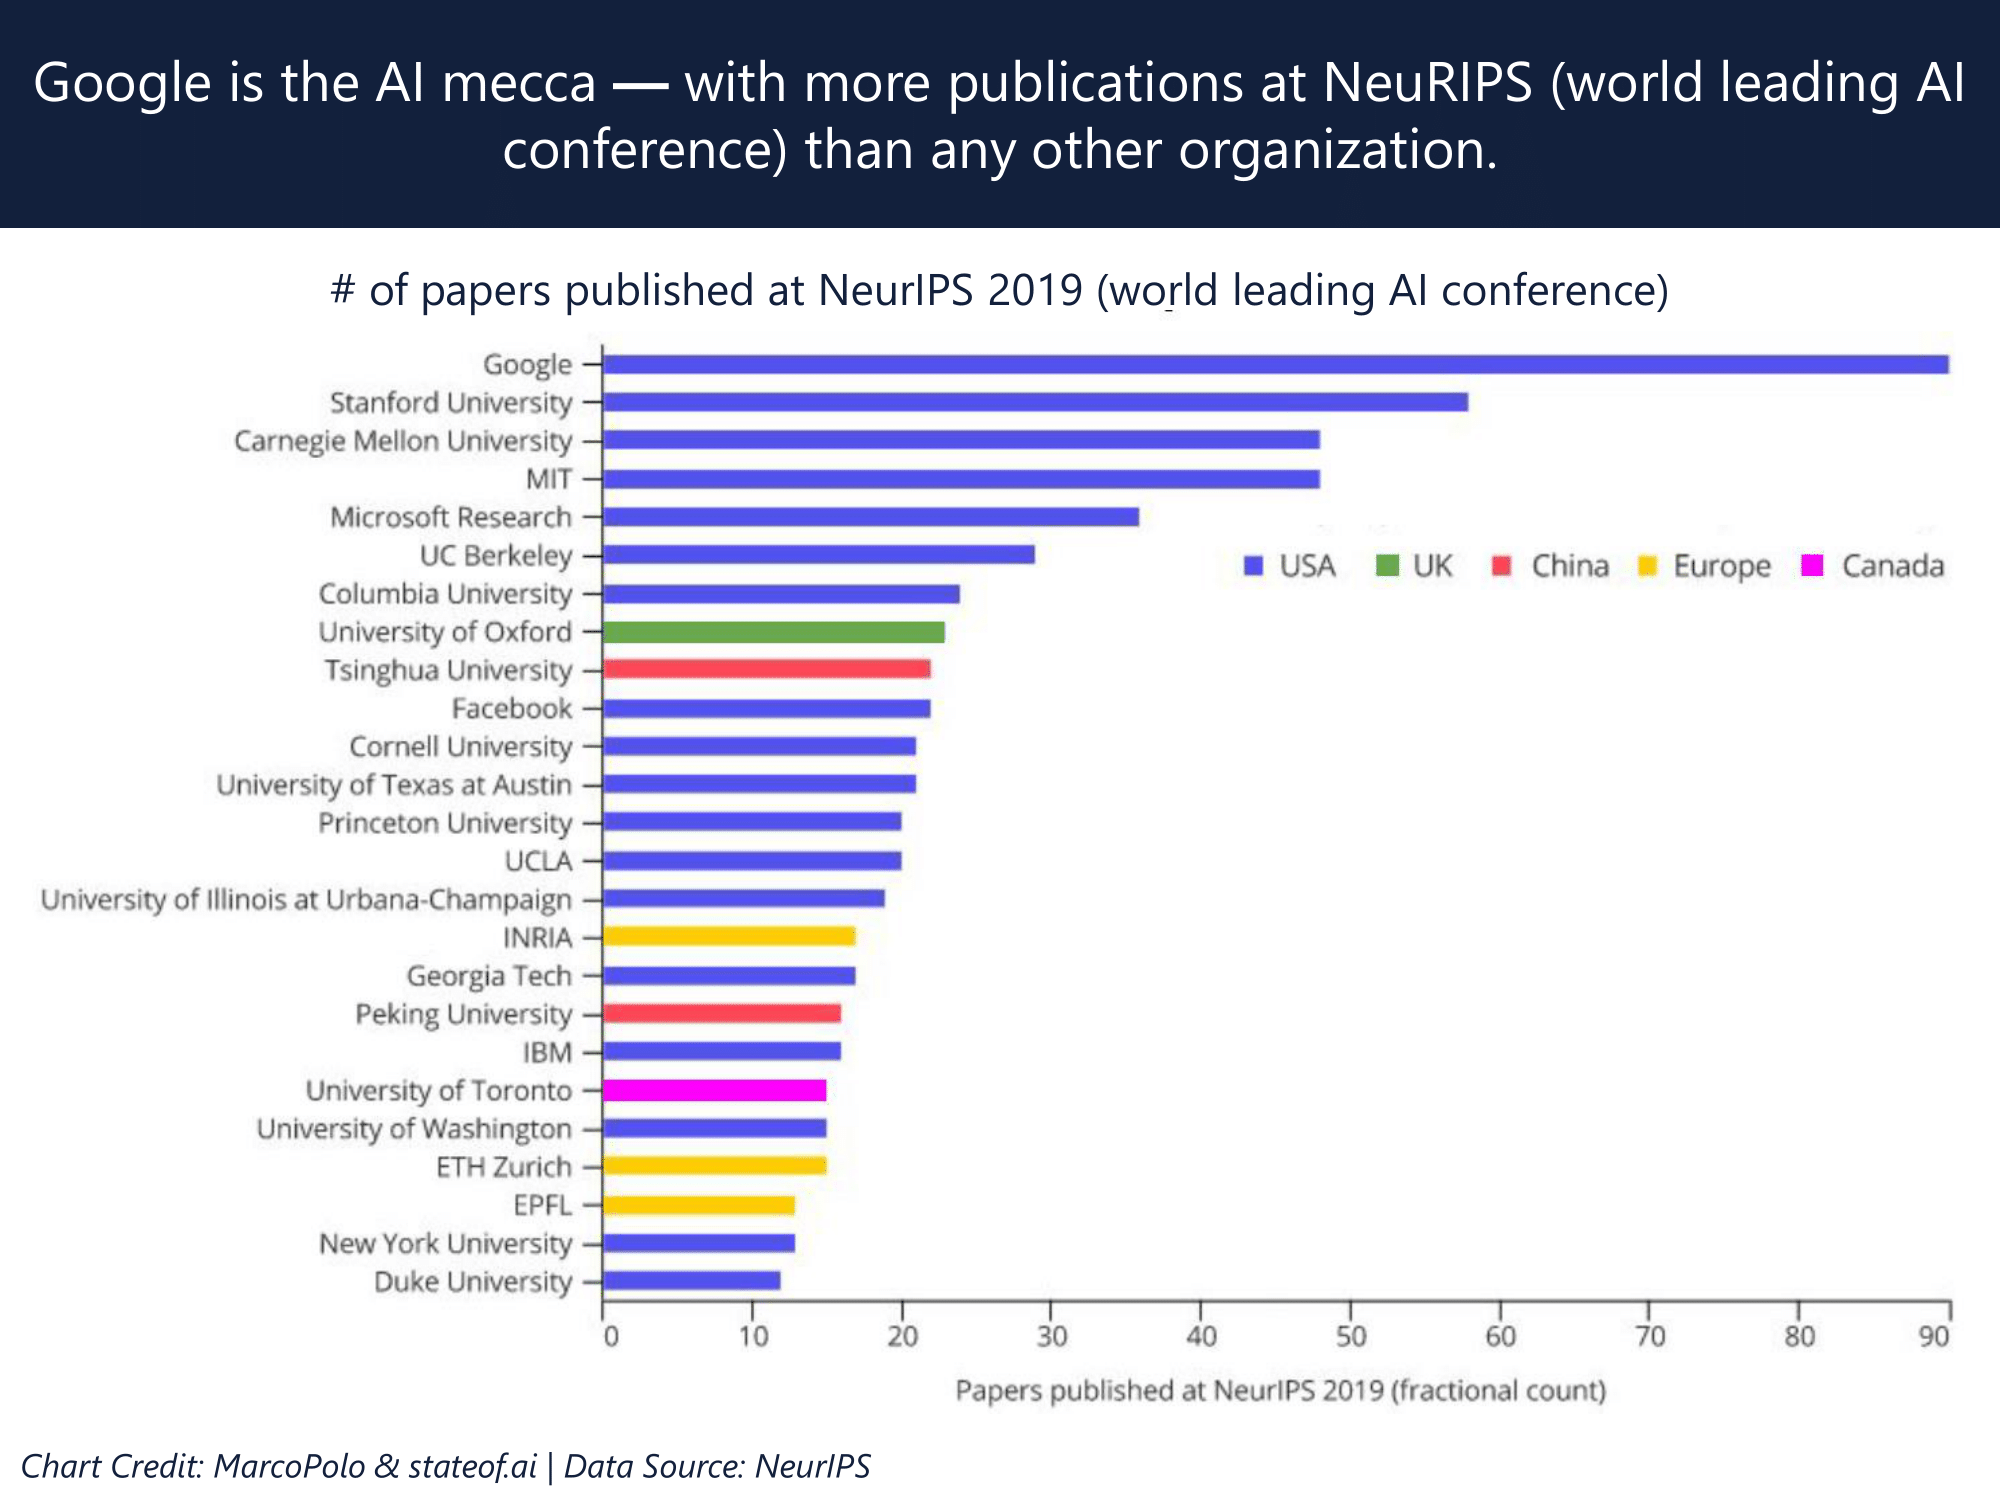 Google is the AI mecca — with more publications at NeuRIPS (world leading AI
conference) than any other organization.
# of papers published at NeurIPS 2019 (world leading AI conference)
Google
Stanford University
Carnegie Mellon University
MIT
Microsoft Research
UC Berkeley
USA UK China Europe Canada
Columbia University
University of Oxford
Tsinghua University
Facebook
Cornell University
University of Texas at Austin
Princeton University
UCLA
University of Illinois at Urbana-Champaign
INRIA
Georgia Tech
Peking University
IBM
University of Toronto
University of Washington
ETH Zurich
EPFL
New York University
Duke University
0 10 20 30 40 50 60 70 80 90
Papers published at NeurIPS 2019 (fractional count)
Chart Credit: MarcoPolo & stateof.ai | Data Source: NeurIPS